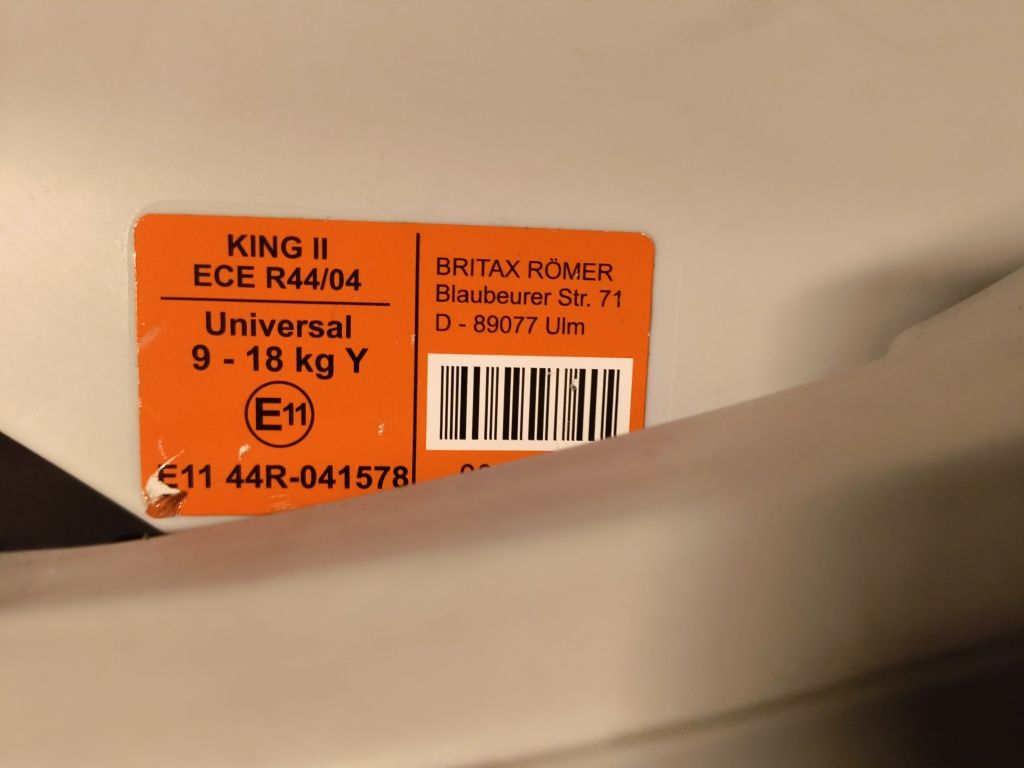 KING II
ECE R44/04
Universal
9 - 18 kg Y
E11
E11 44R-041578
BRITAX RÖMER
Blaubeurer Str. 71
D - 89077 Ulm